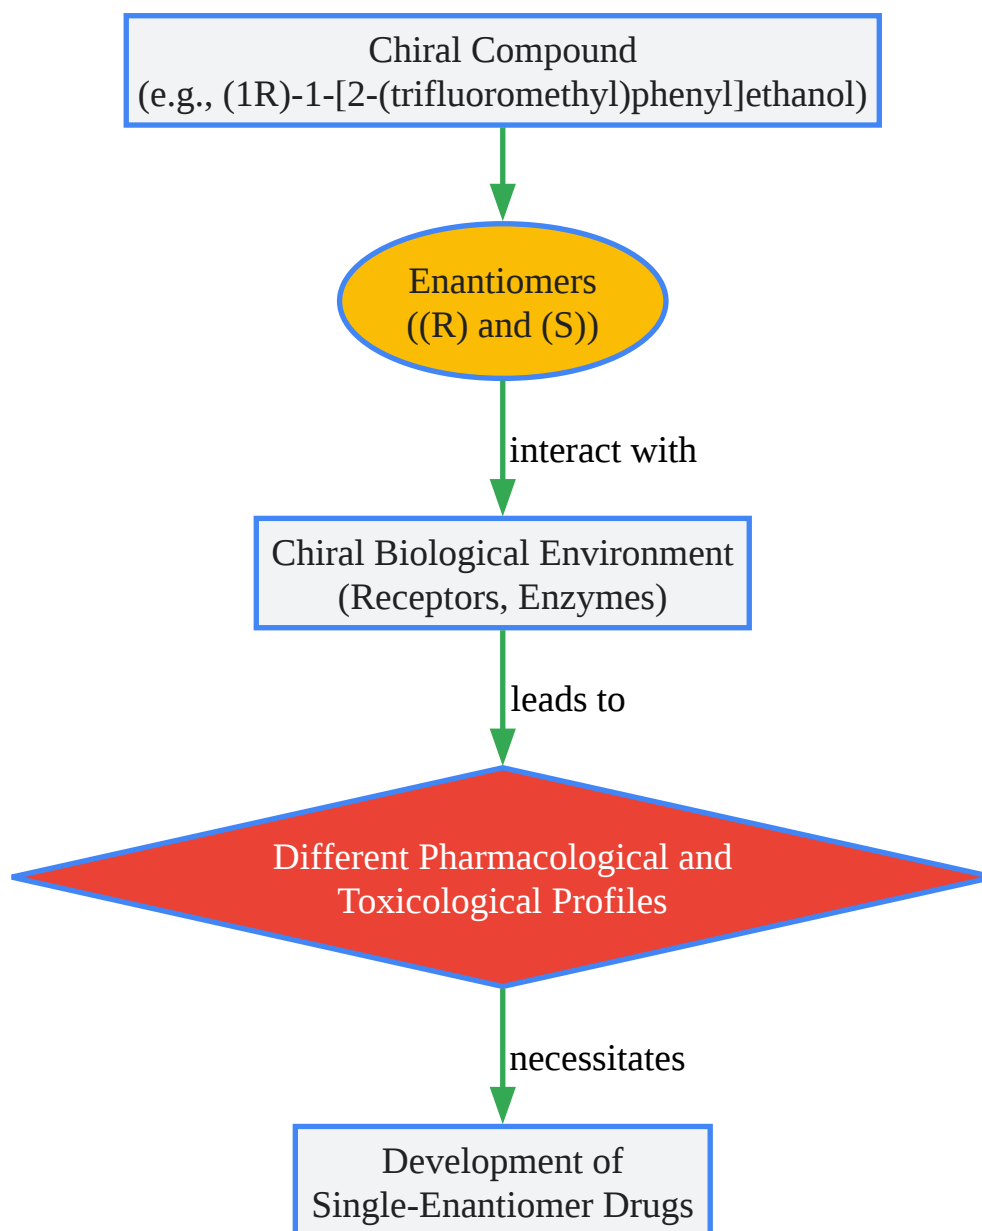 Chiral Compound
(e.g., (1R)-1-[2-(trifluoromethyl)phenyl]ethanol)
Enantiomers
((R) and (S))
interact with
Chiral Biological Environment
(Receptors, Enzymes)
leads to
Different Pharmacological and
Toxicological Profiles
necessitates
Development of
Single-Enantiomer Drugs